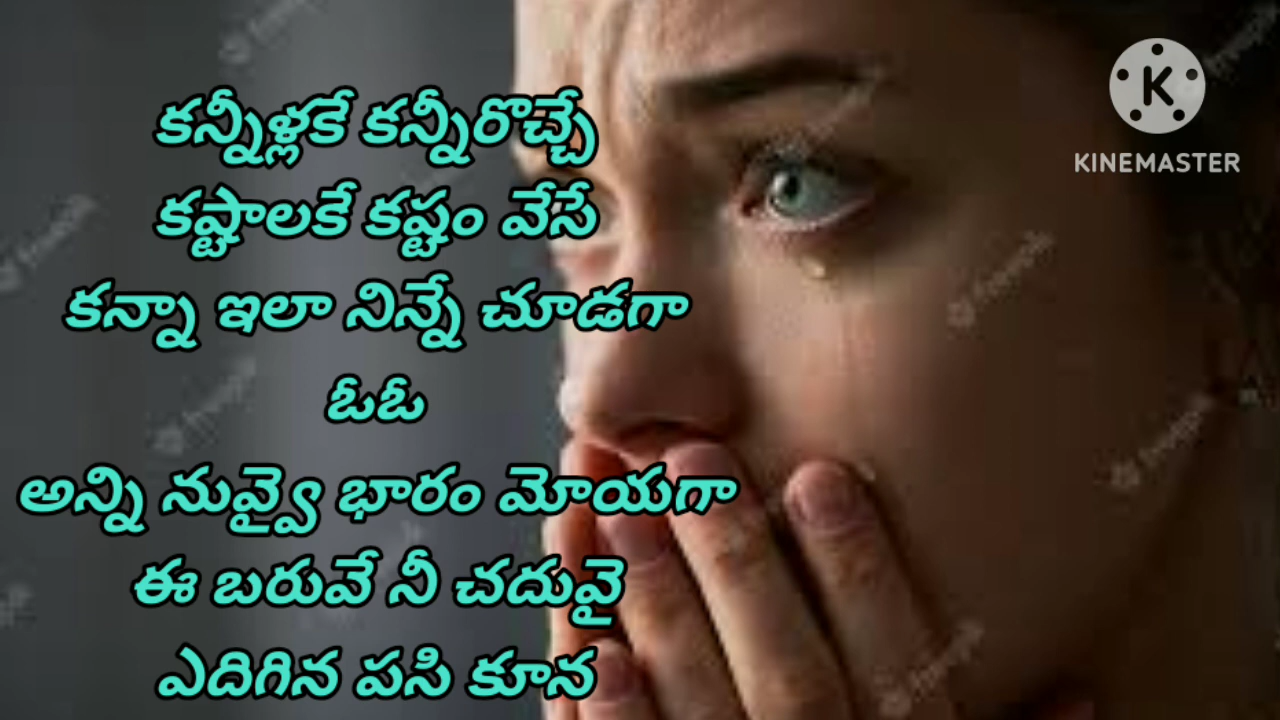 కన్నీళ్లకే కన్నీరొచ్చే
కష్టాలకే కష్టం వేసే
కన్నా ఇలా నిన్నే చూడగా
ఓఓ
అన్ని నువ్వై భారం మోయగా
ఈ బరువే నీ చదువై
ఎదిగిన పసి కూన
K
KINEMASTER